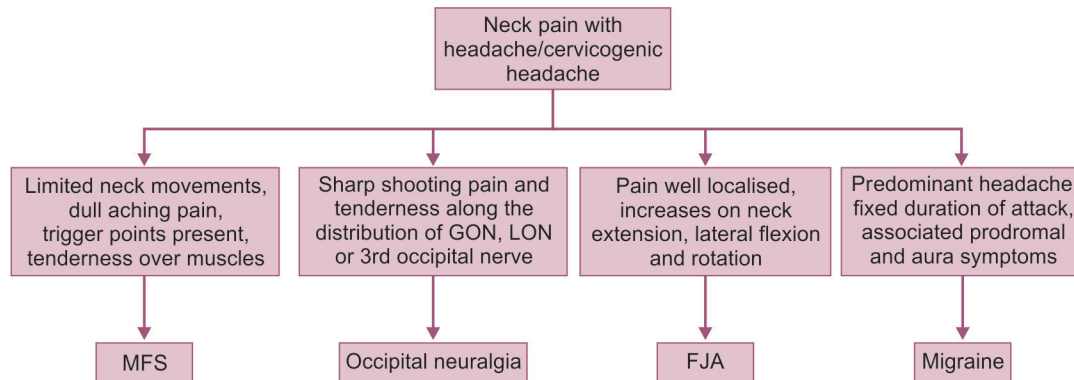 Neck pain with
headache/cervicogenic
headache
Limited neck movements,
dull aching pain,
trigger points present,
tenderness over muscles
Sharp shooting pain and
tenderness along the
distribution of GON, LON
or 3rd occipital nerve
Pain well localised,
increases on neck
extension, lateral flexion
and rotation
Predominant headache
fixed duration of attack,
associated prodromal
and aura symptoms
MFS
Occipital neuralgia
FJA
Migraine